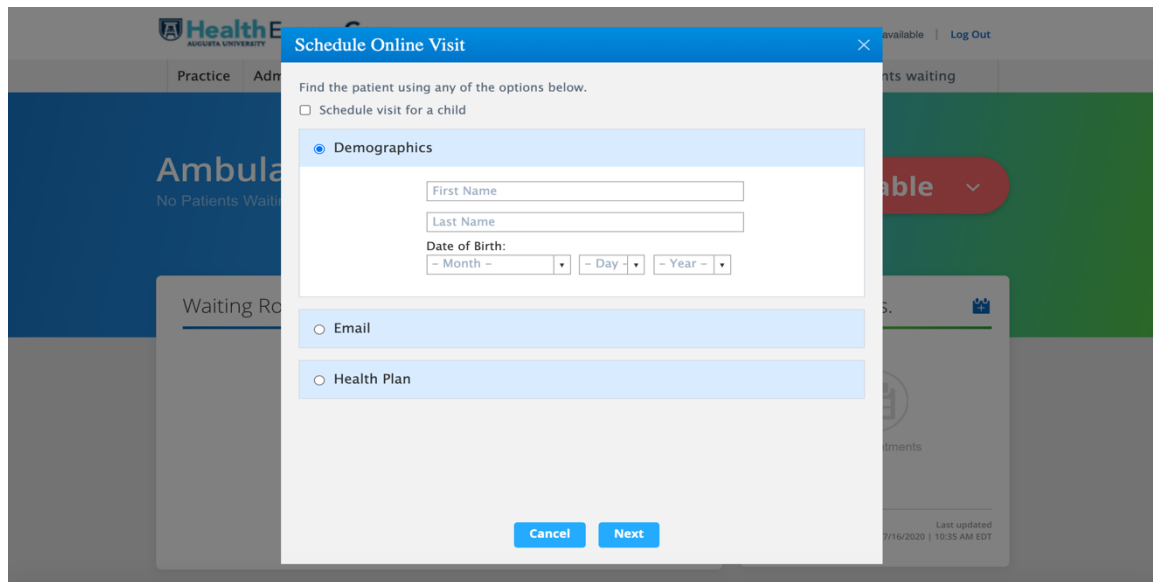 Health
AUGUSTA UNIVERSITY
available | Log Out
Practice
nts waiting
Schedule Online Visit
Find the patient using any of the options below.
Schedule visit for a child
Demographics
First Name
Last Name
Date of Birth:
– Month –
– Day –
– Year –
Email
Health Plan
Cancel
Next
Ambula
No Patients Waitin
able
Waiting Ro
s.
tments
Last updated
7/16/2020 | 10:35 AM EDT